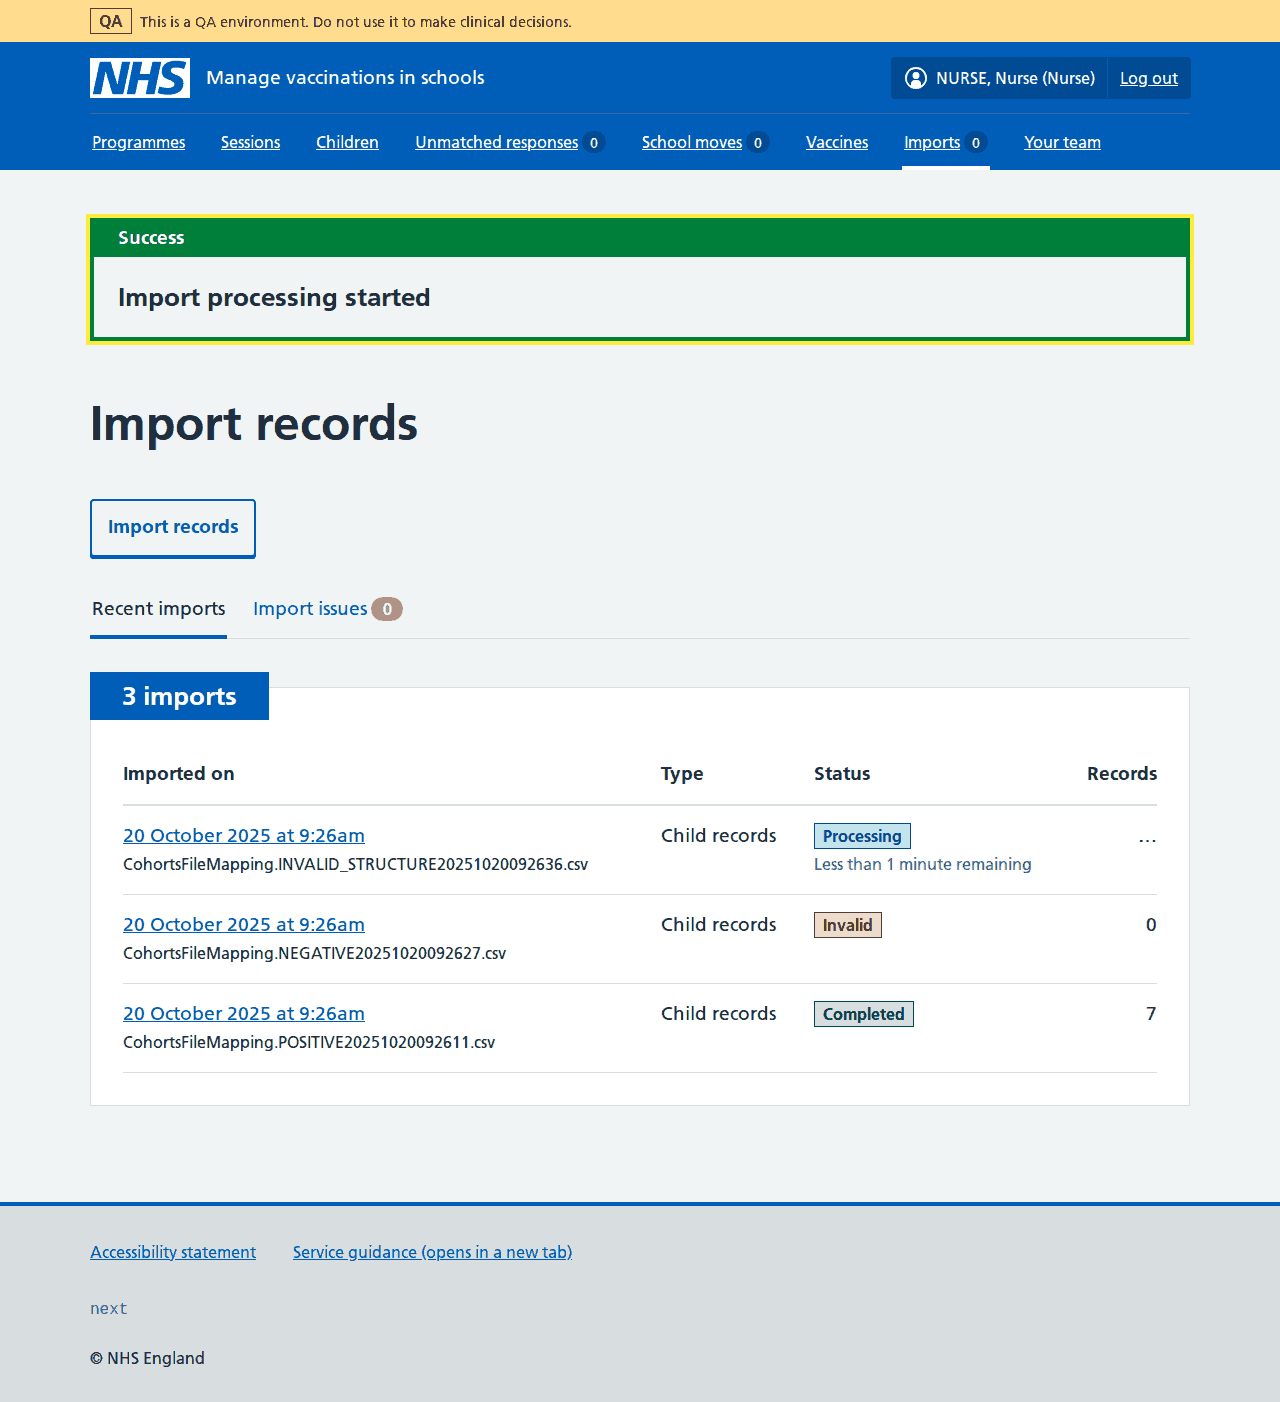 QA This is a QA environment. Do not use it to make clinical decisions.
NHS Manage vaccinations in schools NURSE, Nurse (Nurse) Log out
Programmes Sessions Children Unmatched responses 0 School moves 0 Vaccines Imports 0 Your team
Success
Import processing started
Import records
Import records
Recent imports Import issues 0
3 imports
Imported on Type Status Records
20 October 2025 at 9:26am Child records Processing ...
CohortsFileMapping.INVALID_STRUCTURE20251020092636.csv Less than 1 minute remaining
20 October 2025 at 9:26am Child records Invalid 0
CohortsFileMapping.NEGATIVE20251020092627.csv
20 October 2025 at 9:26am Child records Completed 7
CohortsFileMapping.POSITIVE20251020092611.csv
Accessibility statement Service guidance (opens in a new tab)
next
© NHS England